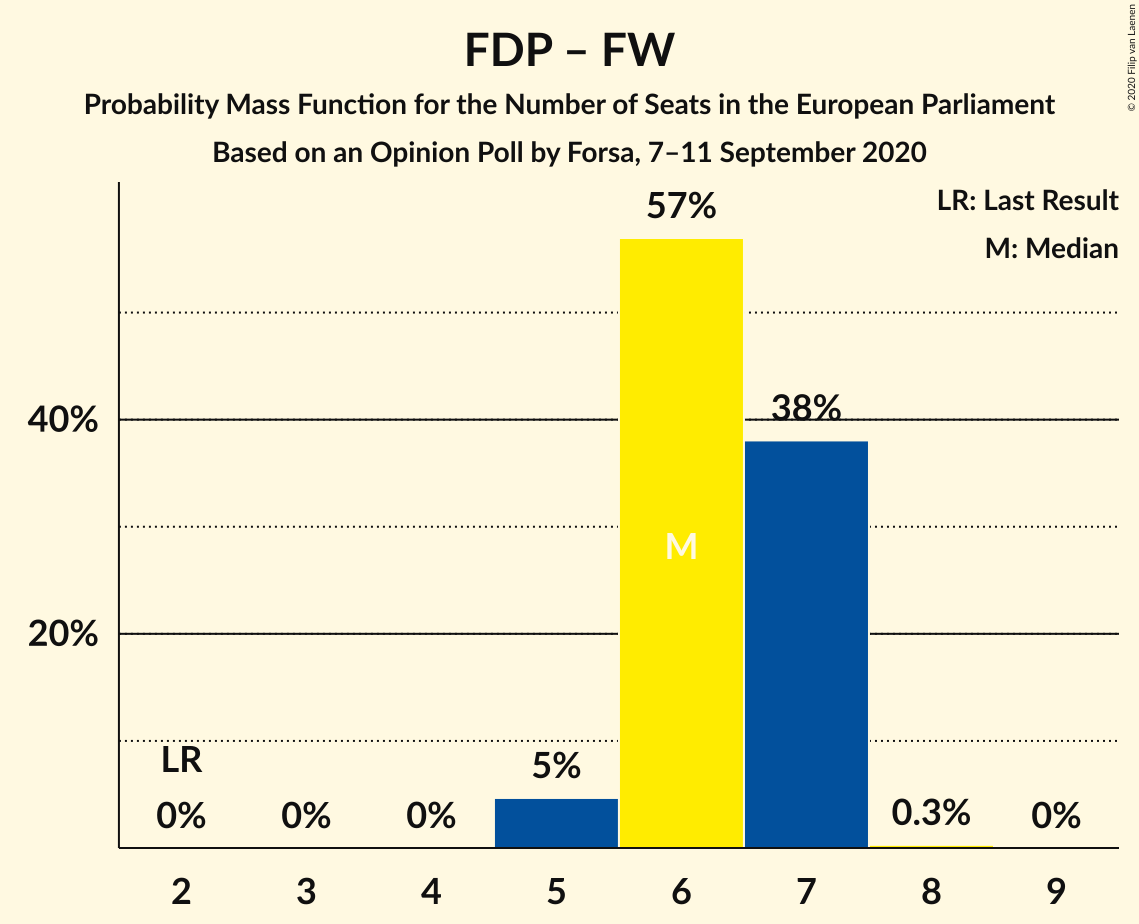 FDP – FW
Probability Mass Function for the Number of Seats in the European Parliament
Based on an Opinion Poll by Forsa, 7–11 September 2020
© 2020 Filip van Laenen
LR: Last Result
M: Median
57%
38%
40%
M
20%
LR
5%
0%
0%
0%
0.3%
0%
2 3 4 5 6 7 8 9